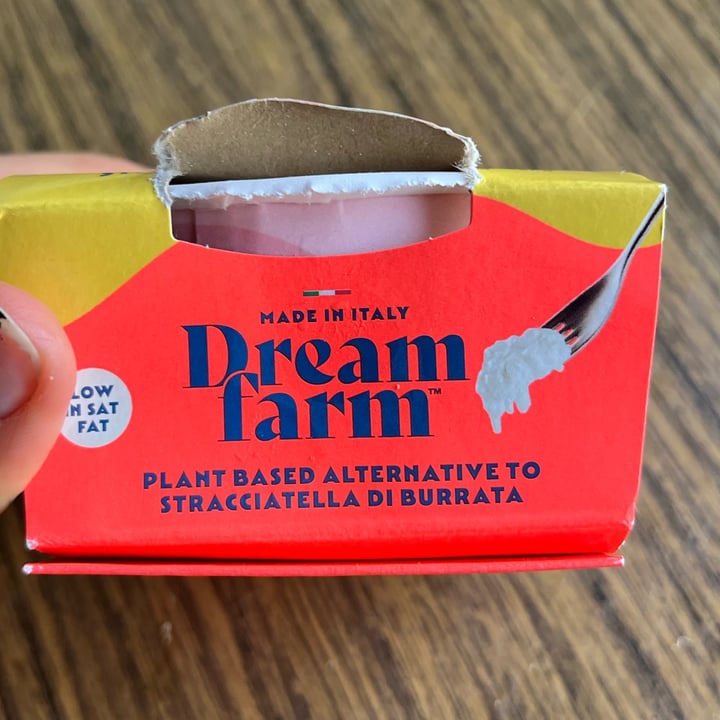 MADE IN ITALY
Dream
farm™
LOW
IN SAT
FAT
PLANT BASED ALTERNATIVE TO
STRACCIATELLA DI BURRATA